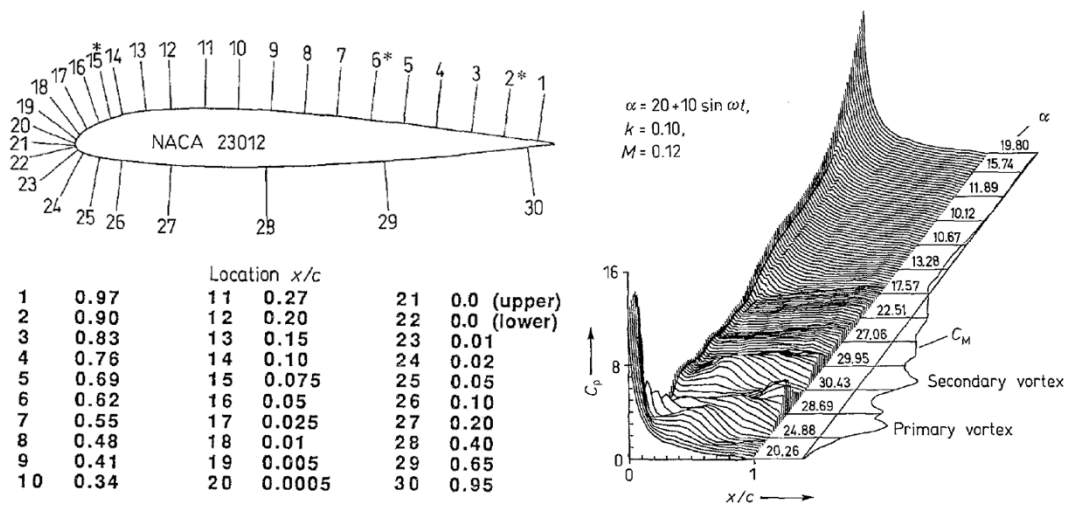 11 10
13 12 9 8 7 6* 5 4 3 2* 1
*
15 14
16
17
18
19
20
21
22
23
24
25 26 27 28 29 30
NACA 23012
Location x/c
1 0.97 11 0.27 21 0.0 (upper)
2 0.90 12 0.20 22 0.0 (lower)
3 0.83 13 0.15 23 0.01
4 0.76 14 0.10 24 0.02
5 0.69 15 0.075 25 0.05
6 0.62 16 0.05 26 0.10
7 0.55 17 0.025 27 0.20
8 0.48 18 0.01 28 0.40
9 0.41 19 0.005 29 0.65
10 0.34 20 0.0005 30 0.95
α = 20+10 sin ωt,
k = 0.10,
M = 0.12
α
19.80
15.74
11.89
10.12
10.67
13.28
17.57
22.51
27.06
29.95
30.43
28.69
24.88
20.26
C_M
Secondary vortex
Primary vortex
16
8
0
C_p
0 1
x/c